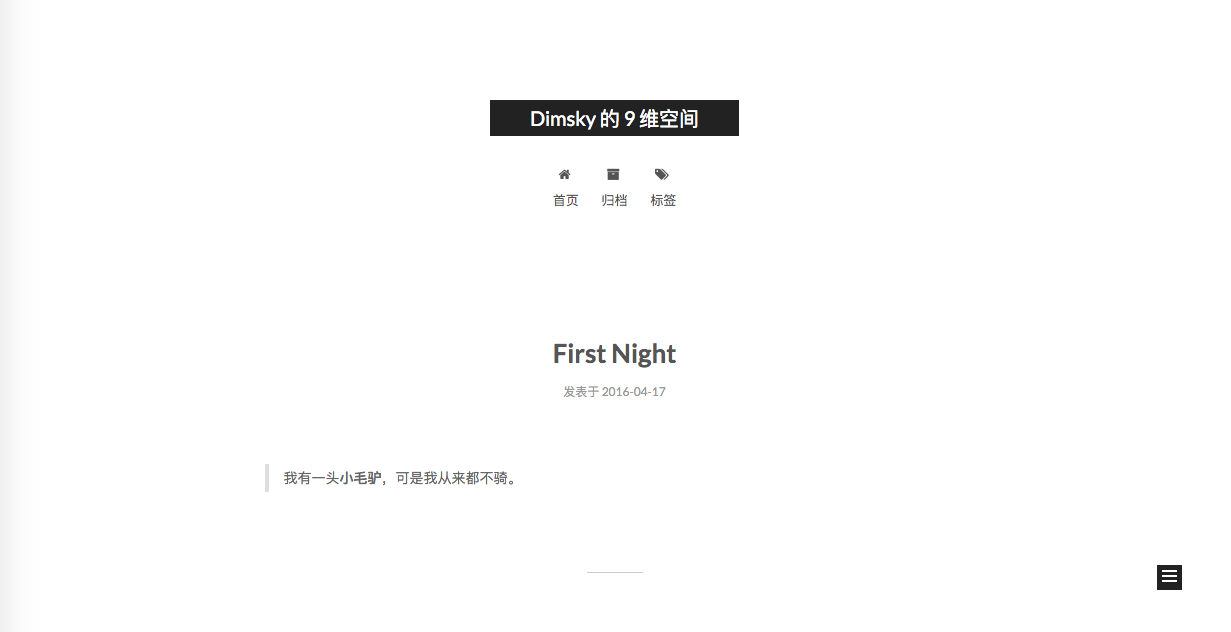 Dimsky 的 9 维空间
首页 归档 标签
First Night
发表于 2016-04-17
我有一头小毛驴，可是我从来都不骑。